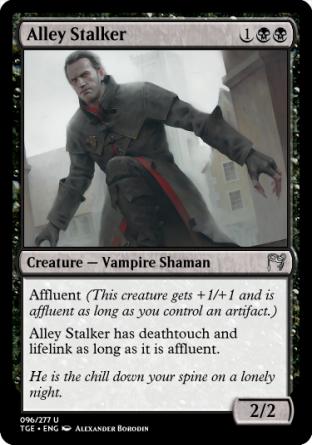 Alley Stalker 1
Creature — Vampire Shaman
Affluent (This creature gets +1/+1 and is
affluent as long as you control an artifact.)
Alley Stalker has deathtouch and
lifelink as long as it is affluent.
He is the chill down your spine on a lonely
night.
2/2
096/277 U
TGE • ENG Alexander Borodin